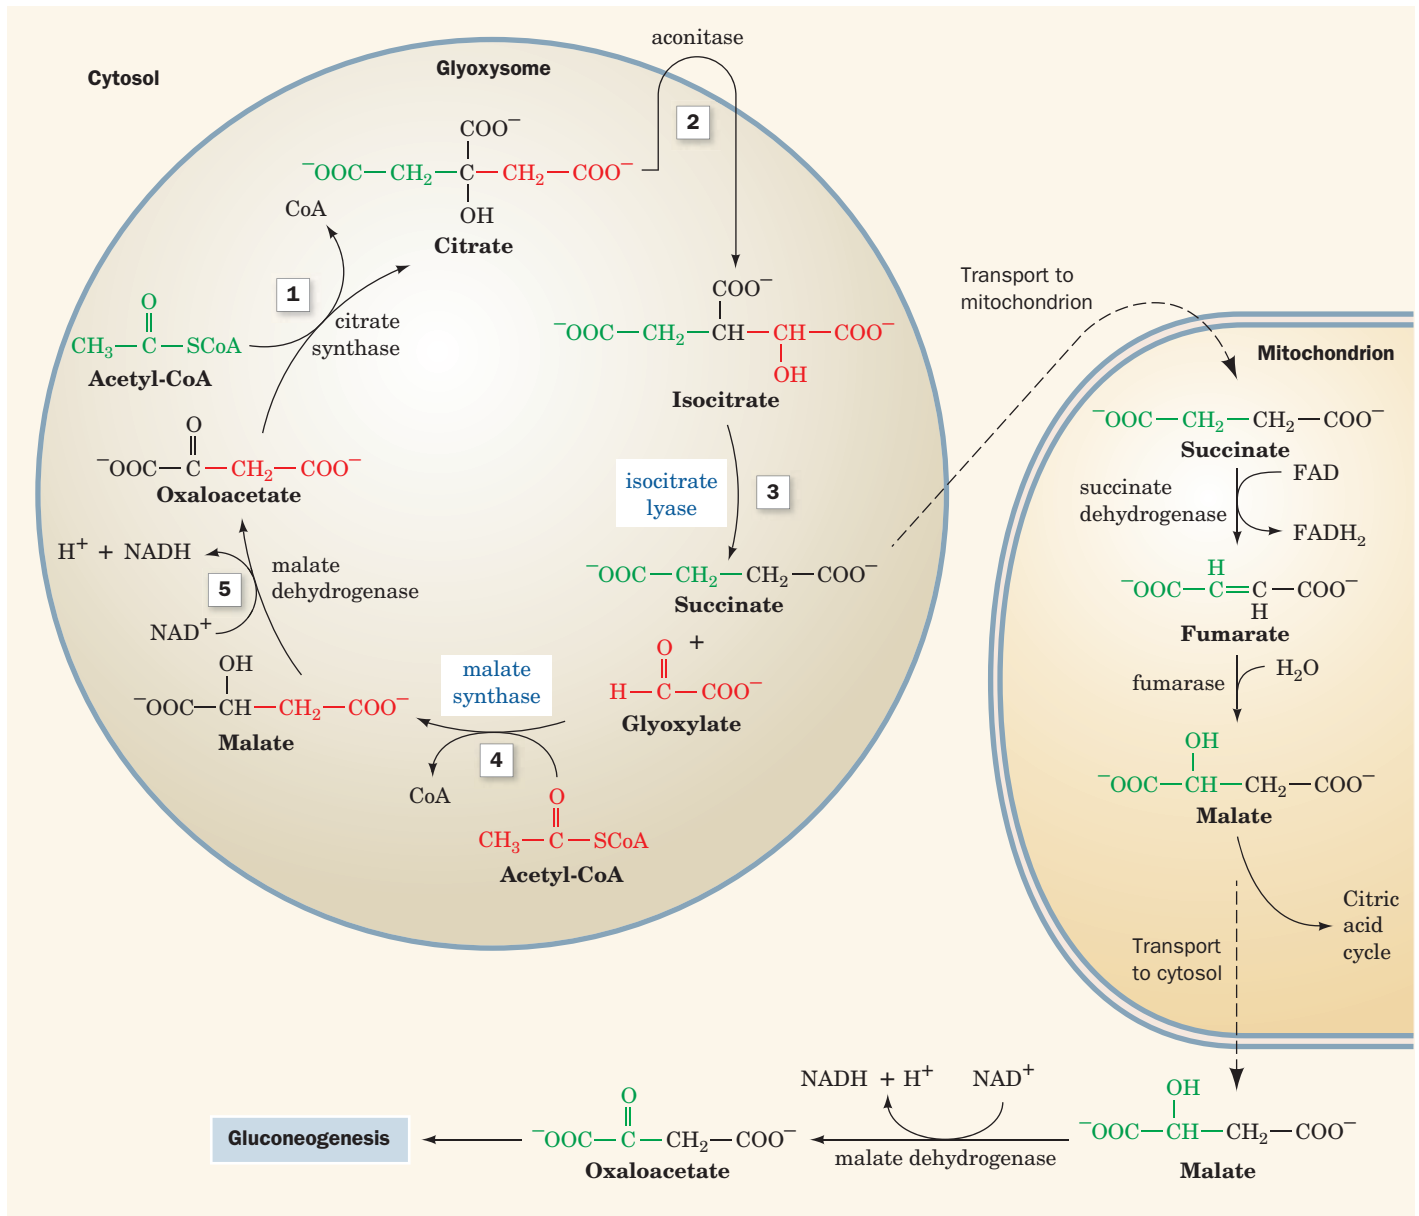 Cytosol
Glyoxysome
aconitase
2
COO⁻
⁻OOC—CH₂—C—CH₂—COO⁻
OH
Citrate
CoA
1
citrate
synthase
O
CH₃—C—SCoA
Acetyl-CoA
O
⁻OOC—C—CH₂—COO⁻
Oxaloacetate
COO⁻
⁻OOC—CH₂—CH—CH—COO⁻
OH
Isocitrate
isocitrate
lyase
3
⁻OOC—CH₂—CH₂—COO⁻
Succinate
+
O
H—C—COO⁻
Glyoxylate
malate
synthase
4
CoA
O
CH₃—C—SCoA
Acetyl-CoA
OH
⁻OOC—CH—CH₂—COO⁻
Malate
H⁺ + NADH
5
malate
dehydrogenase
NAD⁺
Transport to
mitochondrion
Mitochondrion
⁻OOC—CH₂—CH₂—COO⁻
Succinate
succinate
dehydrogenase
FAD
FADH₂
H
⁻OOC—C=C—COO⁻
H
Fumarate
fumarase
H₂O
OH
⁻OOC—CH—CH₂—COO⁻
Malate
Citric
acid
cycle
Transport
to cytosol
OH
⁻OOC—CH—CH₂—COO⁻
Malate
NADH + H⁺
NAD⁺
malate dehydrogenase
O
⁻OOC—C—CH₂—COO⁻
Oxaloacetate
Gluconeogenesis